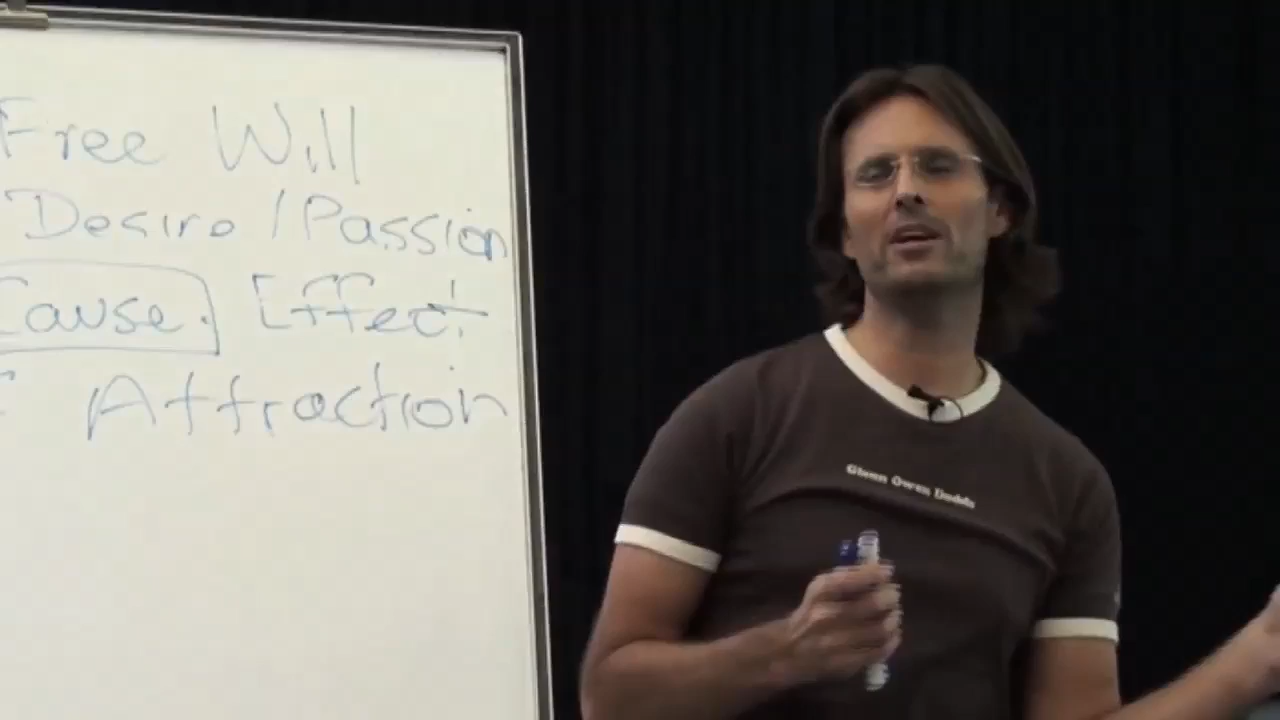 Free Will
Desire / Passion
Cause. Effect
Attraction
Glenn Owen Dodds